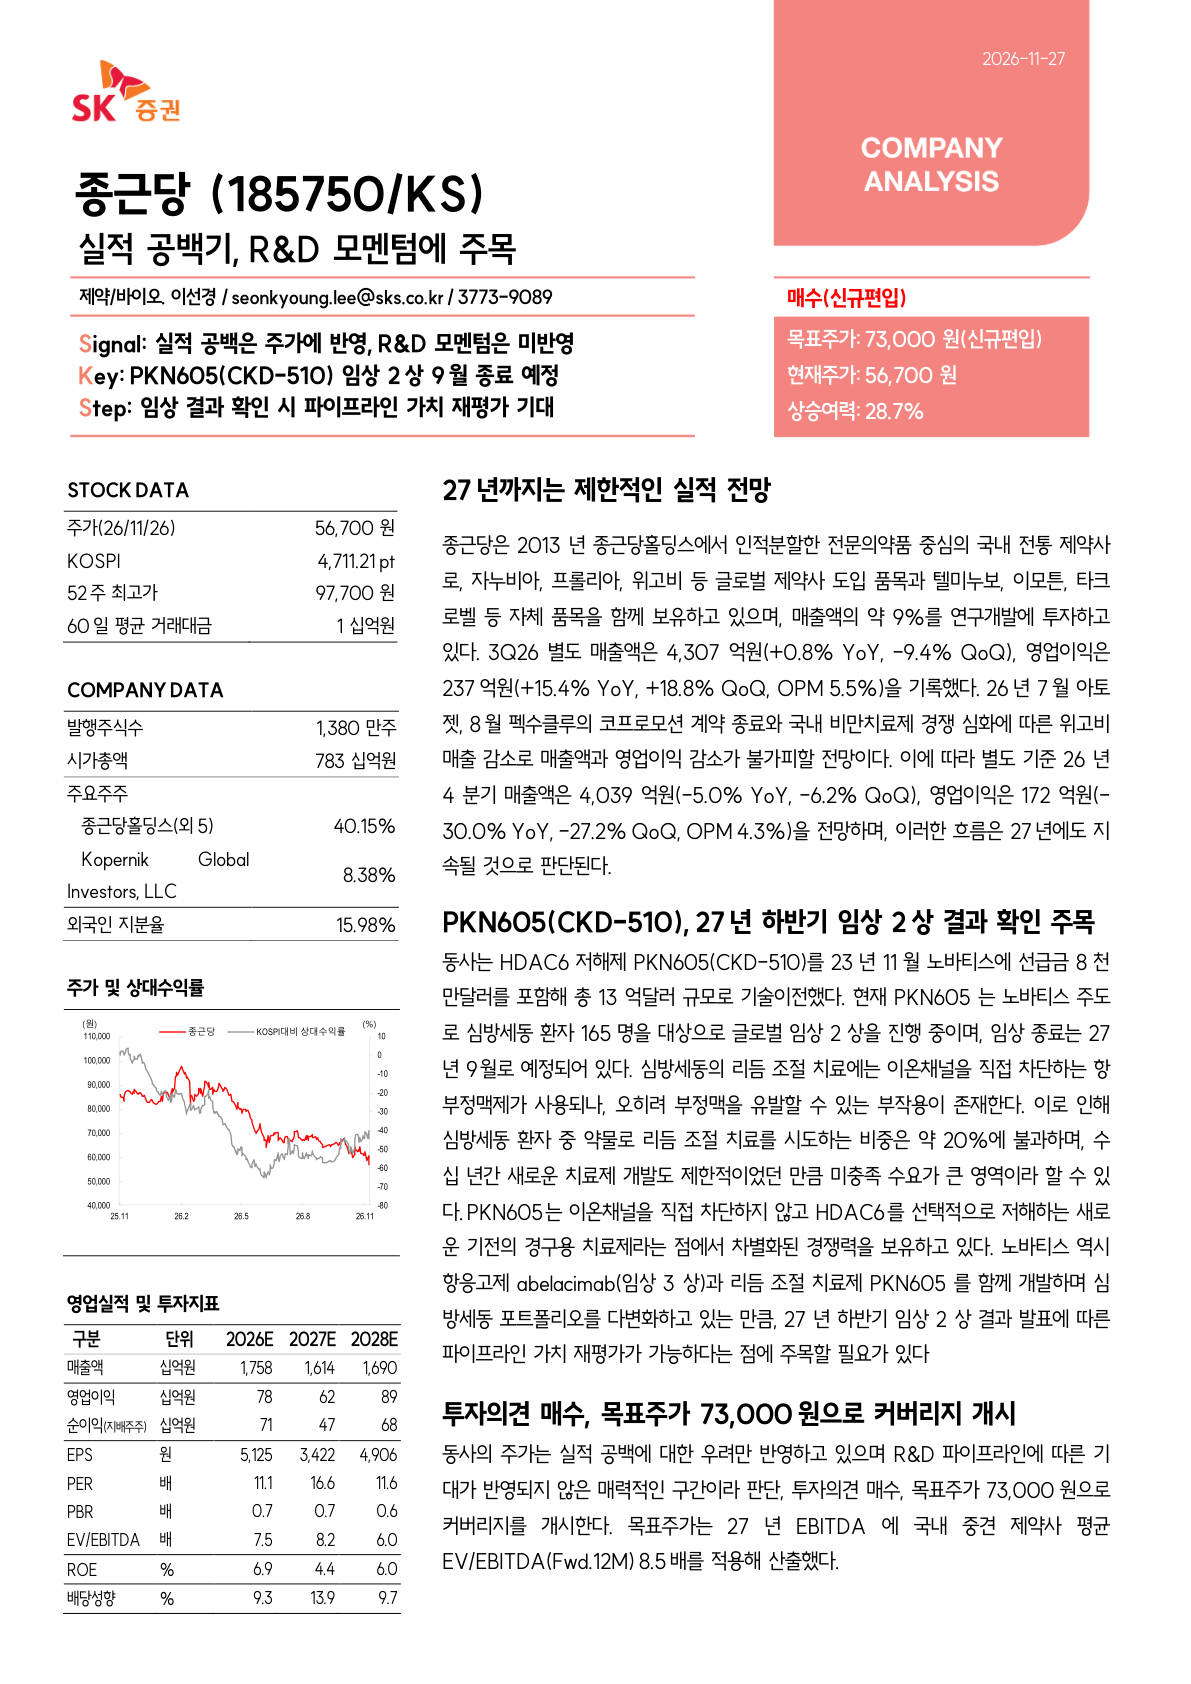 2026-11-27
SK증권
COMPANY
ANALYSIS
종근당 (185750/KS)
실적 공백기, R&D 모멘텀에 주목
제약/바이오. 이선경 / seonkyoung.lee@sks.co.kr / 3773-9089
Signal: 실적 공백은 주가에 반영, R&D 모멘텀은 미반영
Key: PKN605(CKD-510) 임상 2상 9월 종료 예정
Step: 임상 결과 확인 시 파이프라인 가치 재평가 기대
매수(신규편입)
목표주가: 73,000 원(신규편입)
현재주가: 56,700 원
상승여력: 28.7%
STOCK DATA
주가(26/11/26) 56,700 원
KOSPI 4,711.21 pt
52주 최고가 97,700 원
60일 평균 거래대금 1 십억원
COMPANY DATA
발행주식수 1,380 만주
시가총액 783 십억원
주요주주
종근당홀딩스(외 5) 40.15%
Kopernik Global
Investors, LLC 8.38%
외국인 지분율 15.98%
주가 및 상대수익률
(원) 종근당 KOSPI대비 상대수익률 (%)
110,000 10
100,000 0
90,000 -10
80,000 -20
70,000 -30
60,000 -40
50,000 -50
40,000 -60
-70
-80
25.11 26.2 26.5 26.8 26.11
영업실적 및 투자지표
구분 단위 2026E 2027E 2028E
매출액 십억원 1,758 1,614 1,690
영업이익 십억원 78 62 89
순이익(지배주주) 십억원 71 47 68
EPS 원 5,125 3,422 4,906
PER 배 11.1 16.6 11.6
PBR 배 0.7 0.7 0.6
EV/EBITDA 배 7.5 8.2 6.0
ROE % 6.9 4.4 6.0
배당성향 % 9.3 13.9 9.7
27년까지는 제한적인 실적 전망
종근당은 2013 년 종근당홀딩스에서 인적분할한 전문의약품 중심의 국내 전통 제약사
로, 자누비아, 프롤리아, 위고비 등 글로벌 제약사 도입 품목과 텔미누보, 이모튼, 타크
로벨 등 자체 품목을 함께 보유하고 있으며, 매출액의 약 9%를 연구개발에 투자하고
있다. 3Q26 별도 매출액은 4,307 억원(+0.8% YoY, -9.4% QoQ), 영업이익은
237억원(+15.4% YoY, +18.8% QoQ, OPM 5.5%)을 기록했다. 26년 7월 아토
젯, 8월 펙수클루의 코프로모션 계약 종료와 국내 비만치료제 경쟁 심화에 따른 위고비
매출 감소로 매출액과 영업이익 감소가 불가피할 전망이다. 이에 따라 별도 기준 26 년
4 분기 매출액은 4,039 억원(-5.0% YoY, -6.2% QoQ), 영업이익은 172 억원(-
30.0% YoY, -27.2% QoQ, OPM 4.3%)을 전망하며, 이러한 흐름은 27년에도 지
속될 것으로 판단된다.
PKN605(CKD-510), 27년 하반기 임상 2상 결과 확인 주목
동사는 HDAC6 저해제 PKN605(CKD-510)를 23 년 11월 노바티스에 선급금 8천
만달러를 포함해 총 13 억달러 규모로 기술이전했다. 현재 PKN605 는 노바티스 주도
로 심방세동 환자 165 명을 대상으로 글로벌 임상 2 상을 진행 중이며, 임상 종료는 27
년 9월로 예정되어 있다. 심방세동의 리듬 조절 치료에는 이온채널을 직접 차단하는 항
부정맥제가 사용되나, 오히려 부정맥을 유발할 수 있는 부작용이 존재한다. 이로 인해
심방세동 환자 중 약물로 리듬 조절 치료를 시도하는 비중은 약 20%에 불과하며, 수
십 년간 새로운 치료제 개발도 제한적이었던 만큼 미충족 수요가 큰 영역이라 할 수 있
다. PKN605는 이온채널을 직접 차단하지 않고 HDAC6를 선택적으로 저해하는 새로
운 기전의 경구용 치료제라는 점에서 차별화된 경쟁력을 보유하고 있다. 노바티스 역시
항응고제 abelacimab(임상 3 상)과 리듬 조절 치료제 PKN605 를 함께 개발하며 심
방세동 포트폴리오를 다변화하고 있는 만큼, 27 년 하반기 임상 2 상 결과 발표에 따른
파이프라인 가치 재평가가 가능하다는 점에 주목할 필요가 있다
투자의견 매수, 목표주가 73,000원으로 커버리지 개시
동사의 주가는 실적 공백에 대한 우려만 반영하고 있으며 R&D 파이프라인에 따른 기
대가 반영되지 않은 매력적인 구간이라 판단, 투자의견 매수, 목표주가 73,000원으로
커버리지를 개시한다. 목표주가는 27 년 EBITDA 에 국내 중견 제약사 평균
EV/EBITDA(Fwd.12M) 8.5배를 적용해 산출했다.